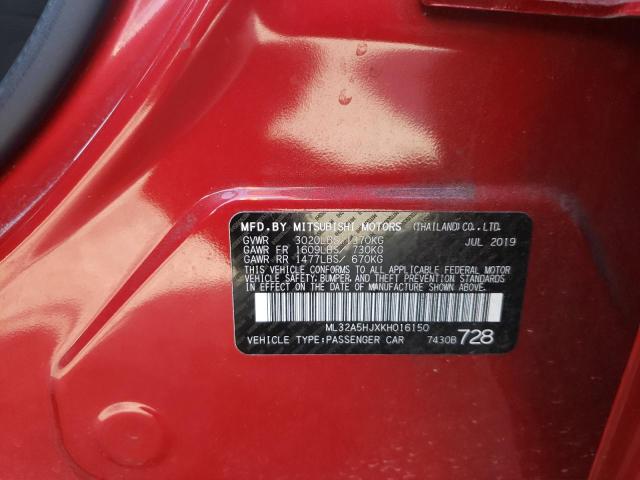 MFD.BY MITSUBISHI MOTORS (THAILAND) CO.,LTD.
GVWR 3020LBS/1370KG JUL 2019
GAWR FR 1609LBS/ 730KG
GAWR RR 1477LBS/ 670KG
THIS VEHICLE CONFORMS TO ALL APPLICABLE FEDERAL MOTOR
VEHICLE SAFETY, BUMPER, AND THEFT PREVENTION STANDARDS
IN EFFECT ON THE DATE OF MANUFACTURE SHOWN ABOVE.
ML32A5HJXKH016150
VEHICLE TYPE:PASSENGER CAR 7430B 728